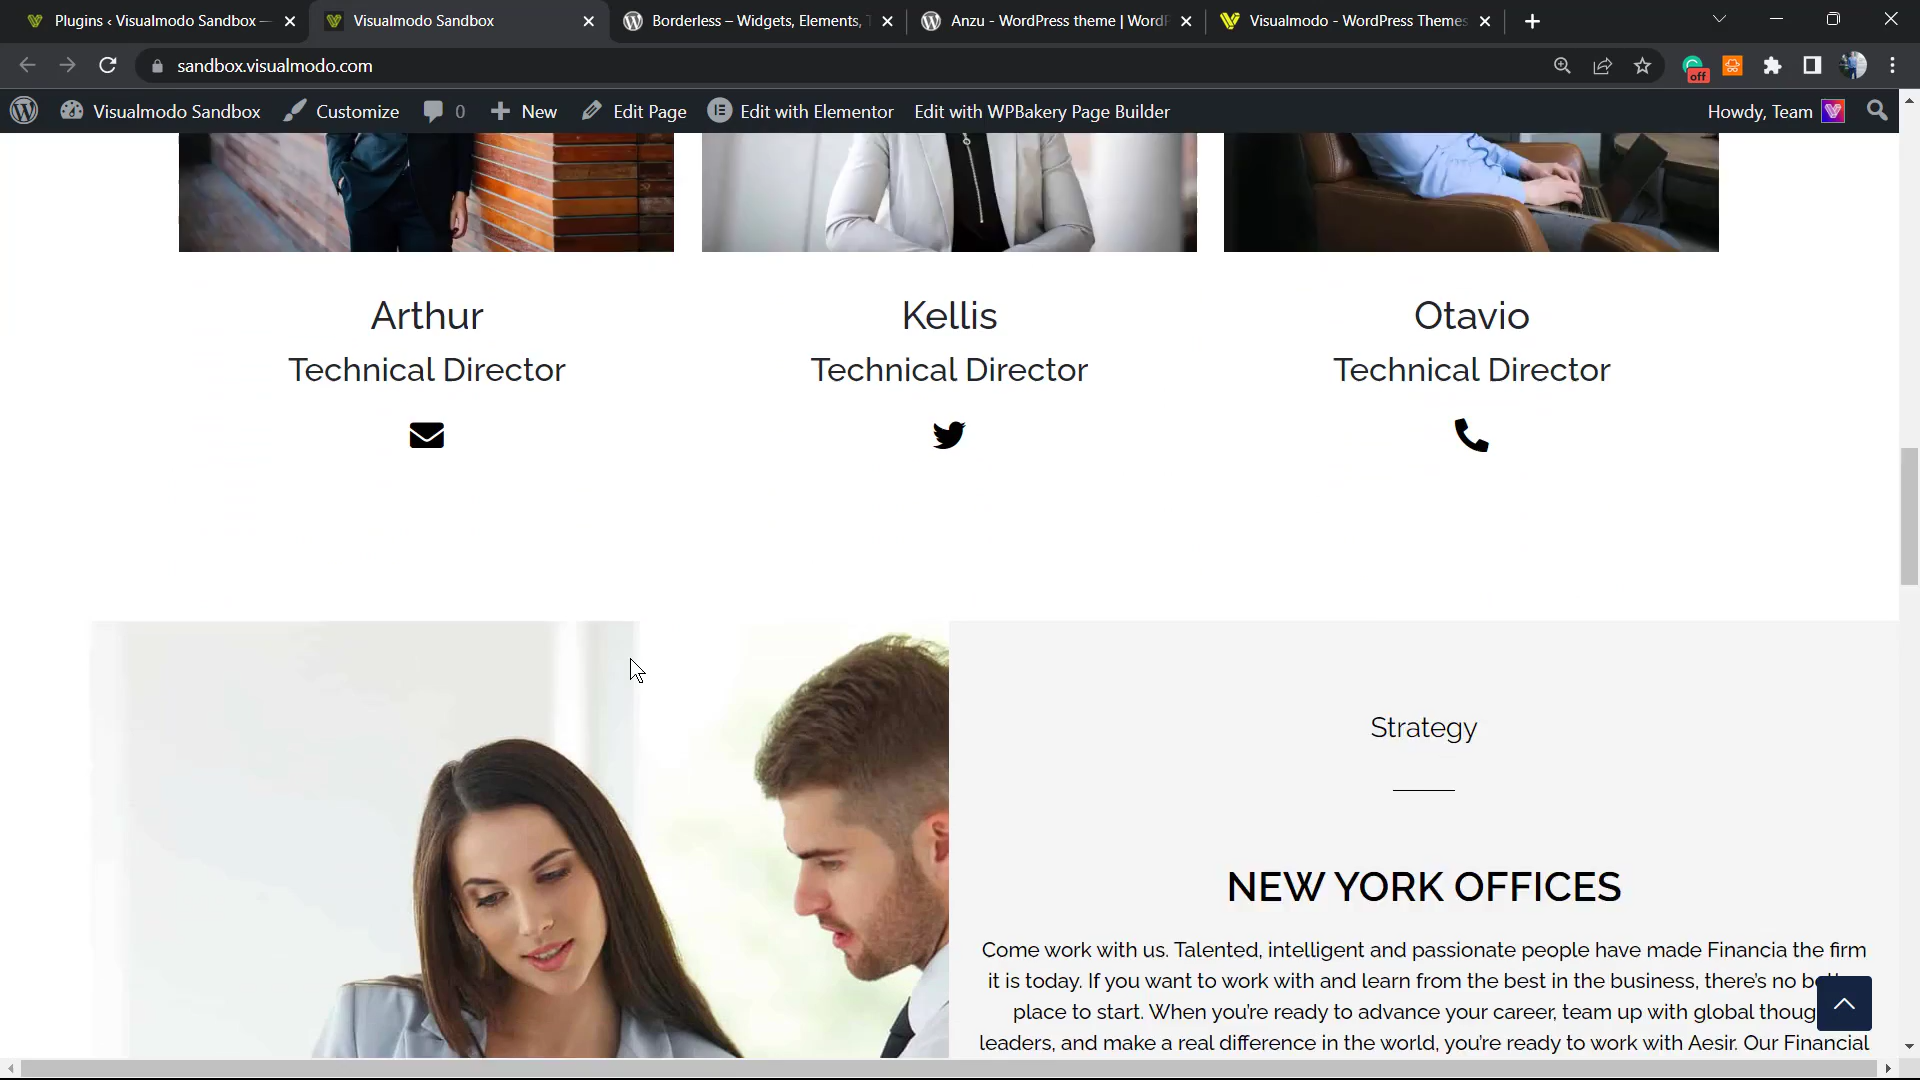 Plugins ‹ Visualmodo Sandbox —
Visualmodo Sandbox
Borderless – Widgets, Elements,
Anzu - WordPress theme | Word
Visualmodo - WordPress Themes
sandbox.visualmodo.com
off
Visualmodo Sandbox
Customize
0
New
Edit Page
Edit with Elementor
Edit with WPBakery Page Builder
Howdy, Team
Arthur
Kellis
Otavio
Technical Director
Technical Director
Technical Director
Strategy
NEW YORK OFFICES
Come work with us. Talented, intelligent and passionate people have made Financia the firm
it is today. If you want to work with and learn from the best in the business, there's no
place to start. When you're ready to advance your career, team up with global
leaders, and make a real difference in the world, you're ready to work with Aesir. Our Financial